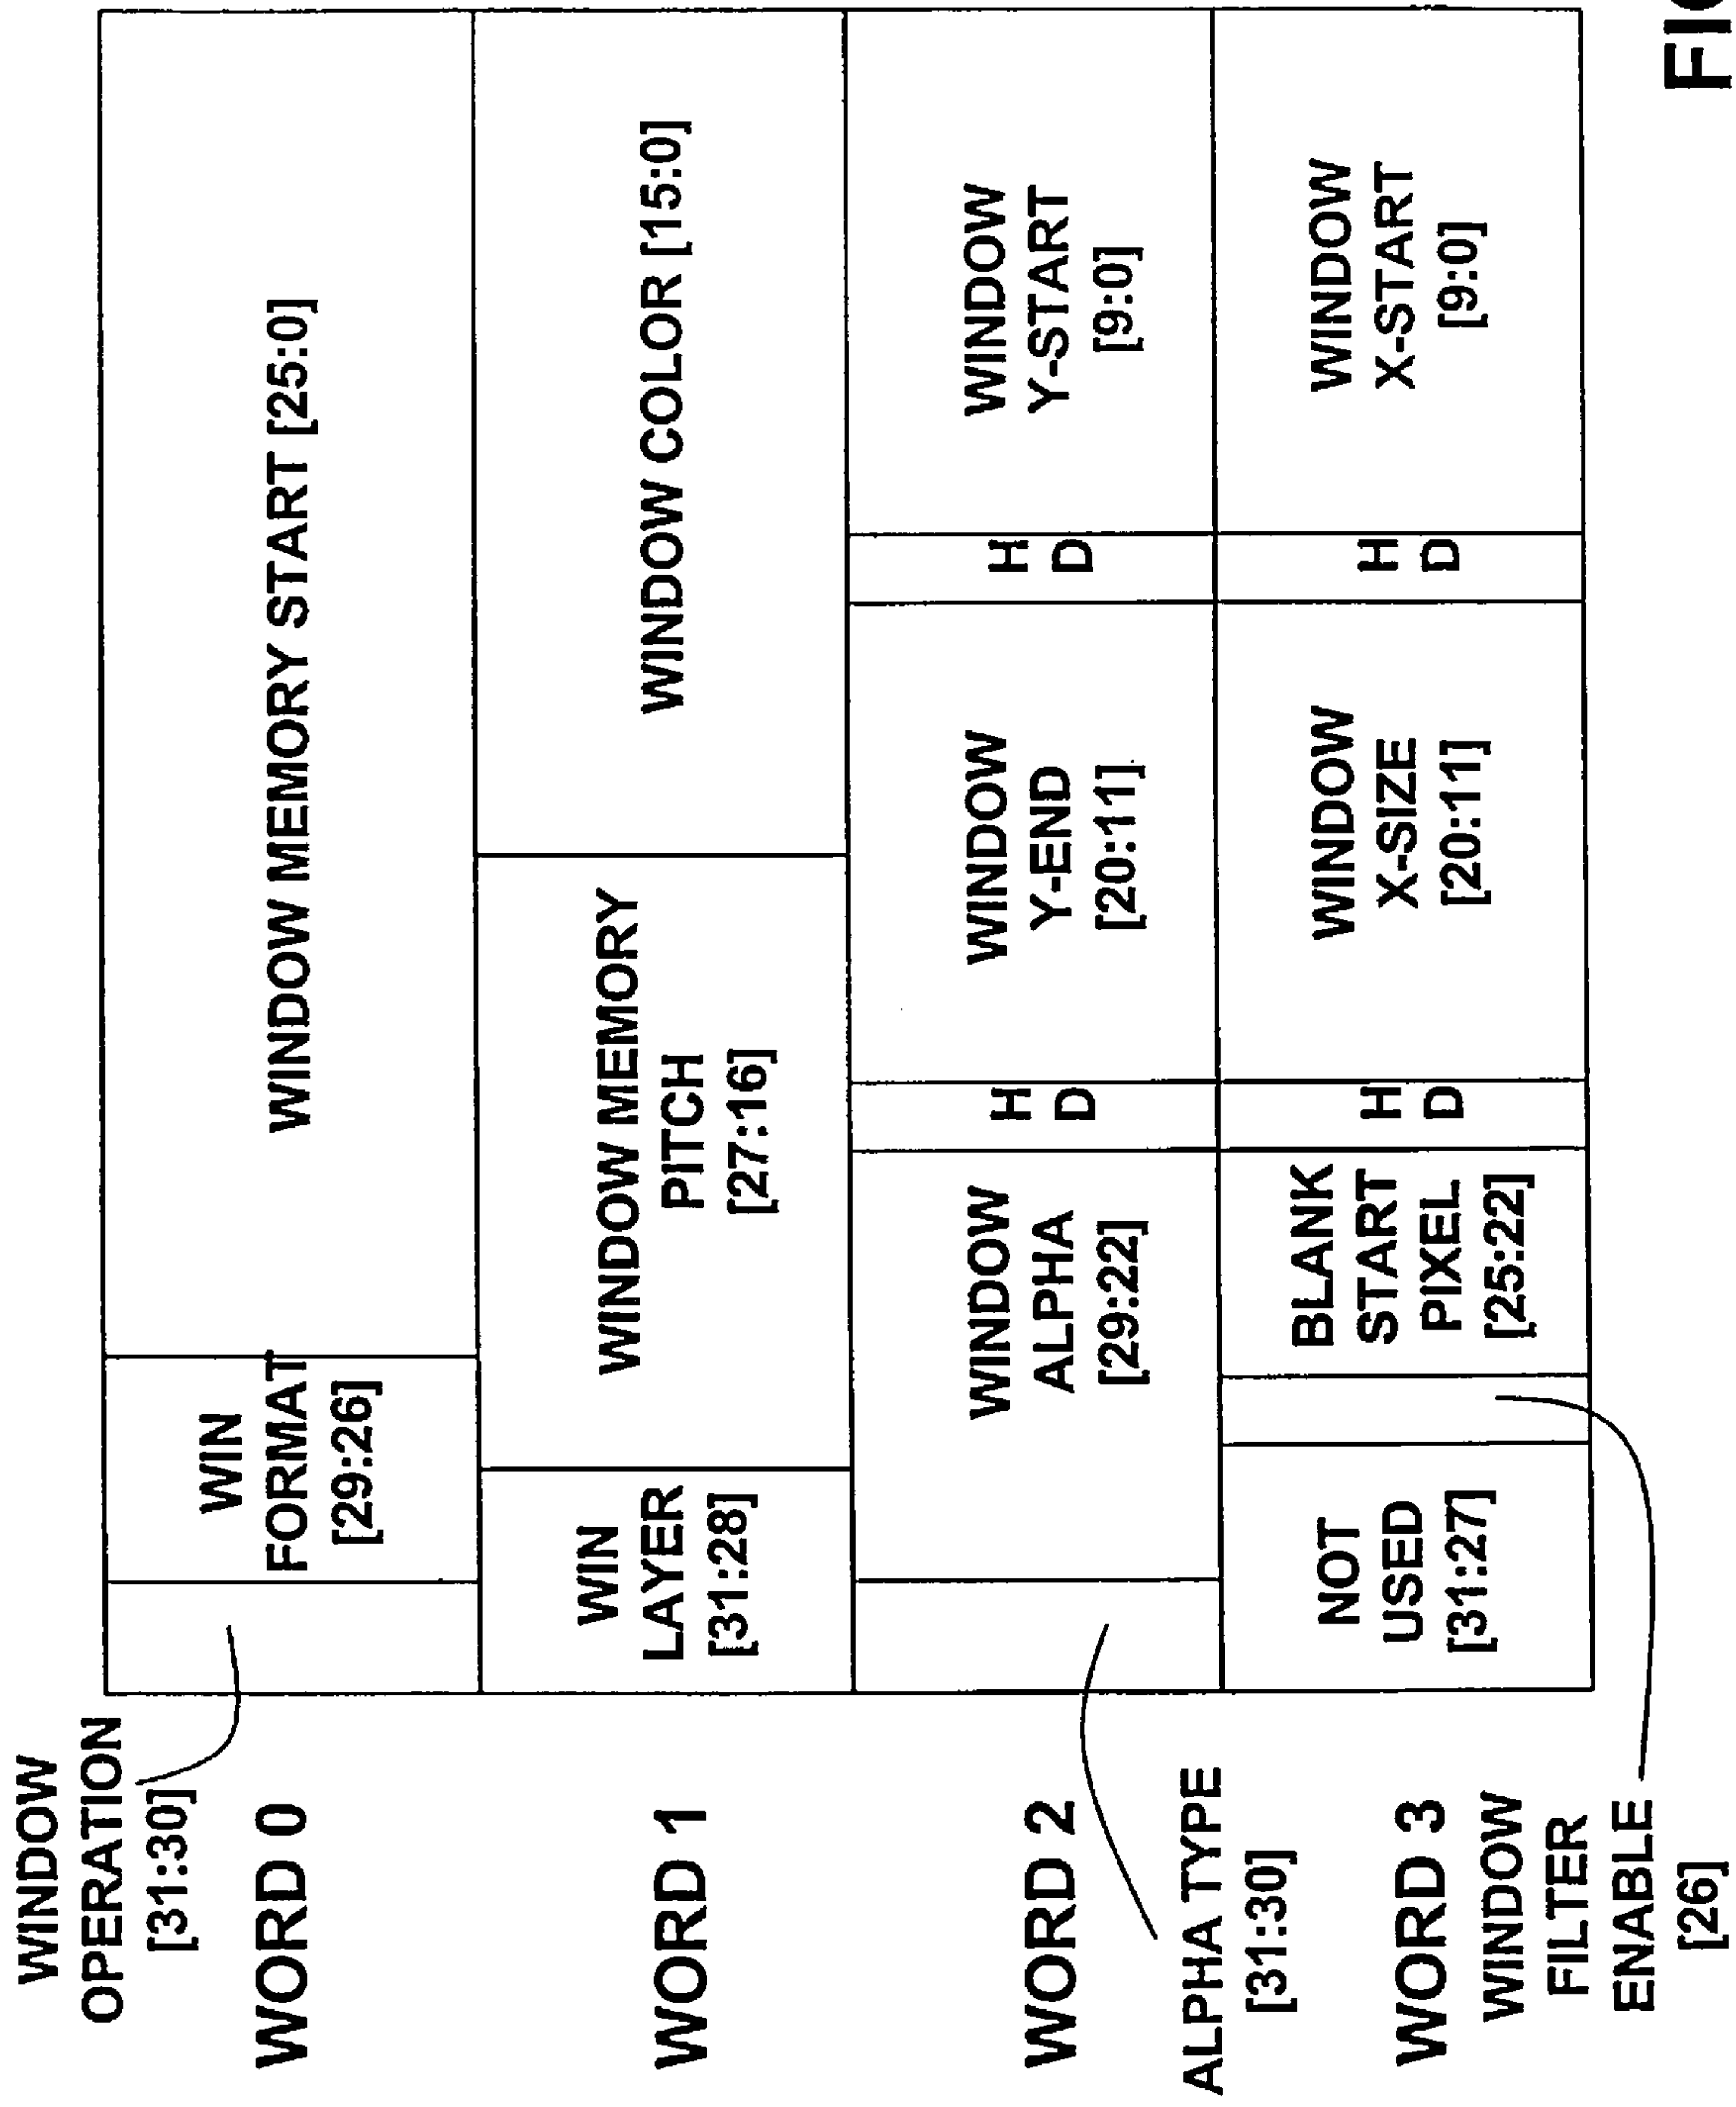 WINDOW
OPERATION
[31:30]
WORD 0
WIN
FORMAT
[29:26]
WINDOW MEMORY START [25:0]
WORD 1
WIN
LAYER
[31:28]
WINDOW MEMORY
PITCH
[27:16]
WINDOW COLOR [15:0]
WORD 2
WINDOW
ALPHA
[29:22]
H
D
WINDOW
Y-END
[20:11]
H
D
WINDOW
Y-START
[9:0]
ALPHA TYPE
[31:30]
WORD 3
NOT
USED
[31:27]
BLANK
START
PIXEL
[25:22]
H
D
WINDOW
X-SIZE
[20:11]
H
D
WINDOW
X-START
[9:0]
WINDOW
FILTER
ENABLE
[26]